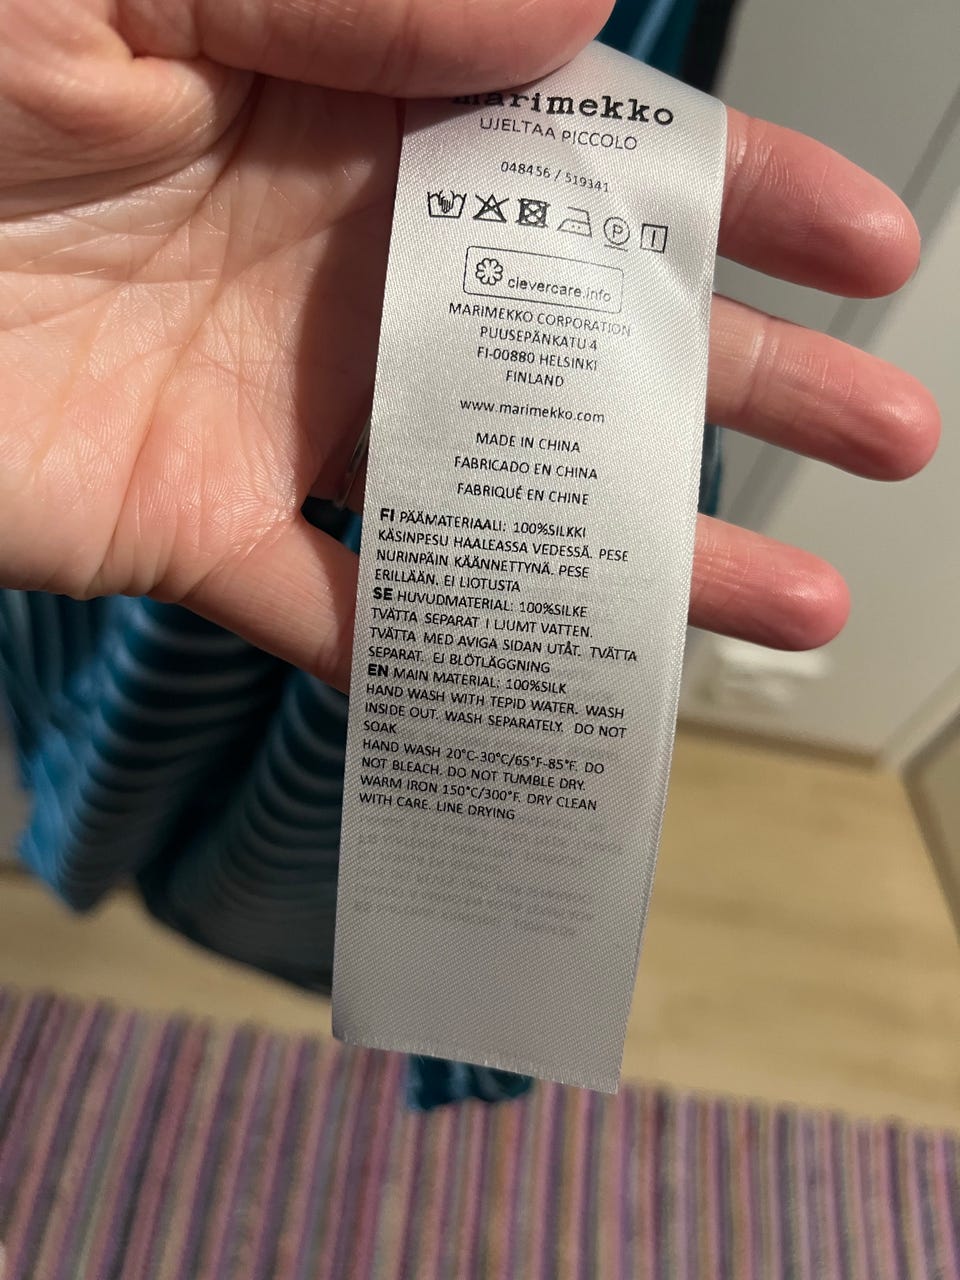 marimekko
UJELTAA PICCOLO
048456 / 519341
P
clevercare.info
MARIMEKKO CORPORATION
PUUSEPÄNKATU 4
FI-00880 HELSINKI
FINLAND
www.marimekko.com
MADE IN CHINA
FABRICADO EN CHINA
FABRIQUÉ EN CHINE
FI PÄÄMATERIAALI: 100%SILKKI
KÄSINPESU HAALEASSA VEDESSÄ. PESE
NURINPÄIN KÄÄNNETTYNÄ. PESE
ERILLÄÄN. EI LIOTUSTA
SE HUVUDMATERIAL: 100%SILKE
TVÄTTA SEPARAT I LJUMT VATTEN.
TVÄTTA MED AVIGA SIDAN UTÅT. TVÄTTA
SEPARAT. EJ BLÖTLÄGGNING
EN MAIN MATERIAL: 100%SILK
HAND WASH WITH TEPID WATER. WASH
INSIDE OUT. WASH SEPARATELY. DO NOT
SOAK
HAND WASH 20°C-30°C/65°F-85°F. DO
NOT BLEACH. DO NOT TUMBLE DRY.
WARM IRON 150°C/300°F. DRY CLEAN
WITH CARE. LINE DRYING